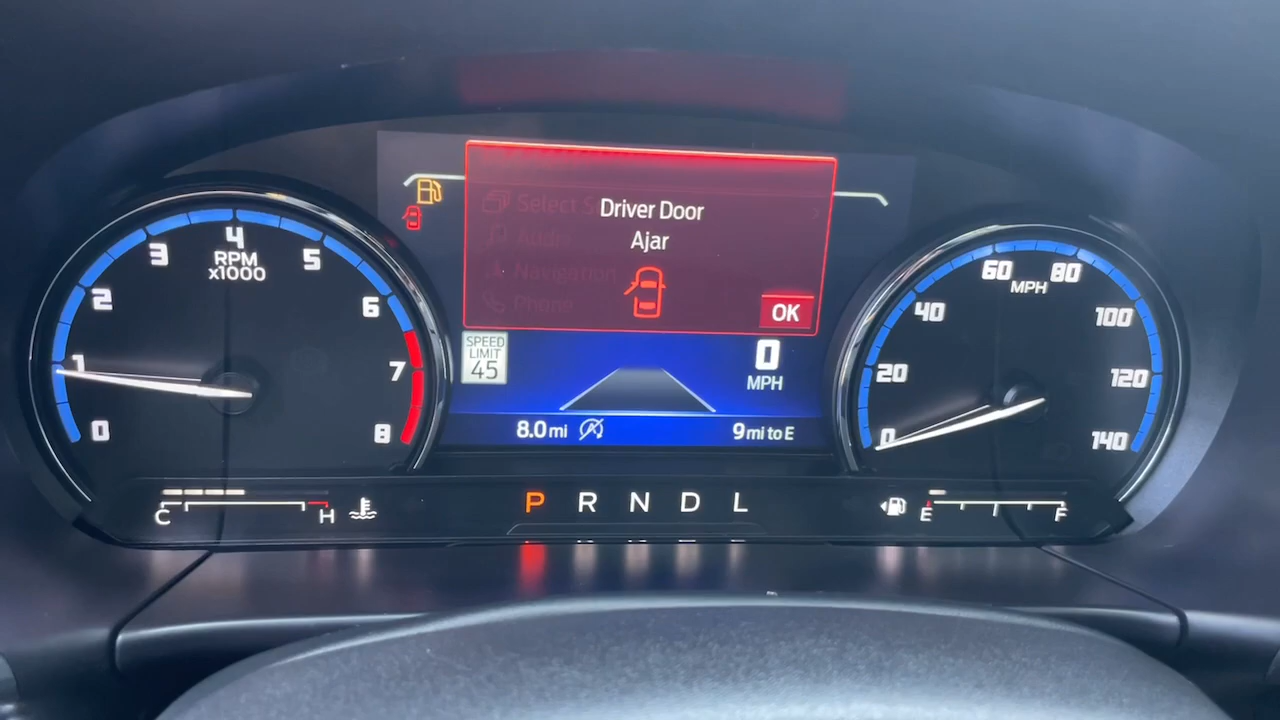 Driver Door
Ajar
Select S
Audio
Navigation
Phone
OK
SPEED
LIMIT
45
0
MPH
8.0 mi
9 mi to E
0
1
2
3
4
5
6
7
8
RPM
x1000
0
20
40
60
80
100
120
140
MPH
C
H
P R N D L
E
F